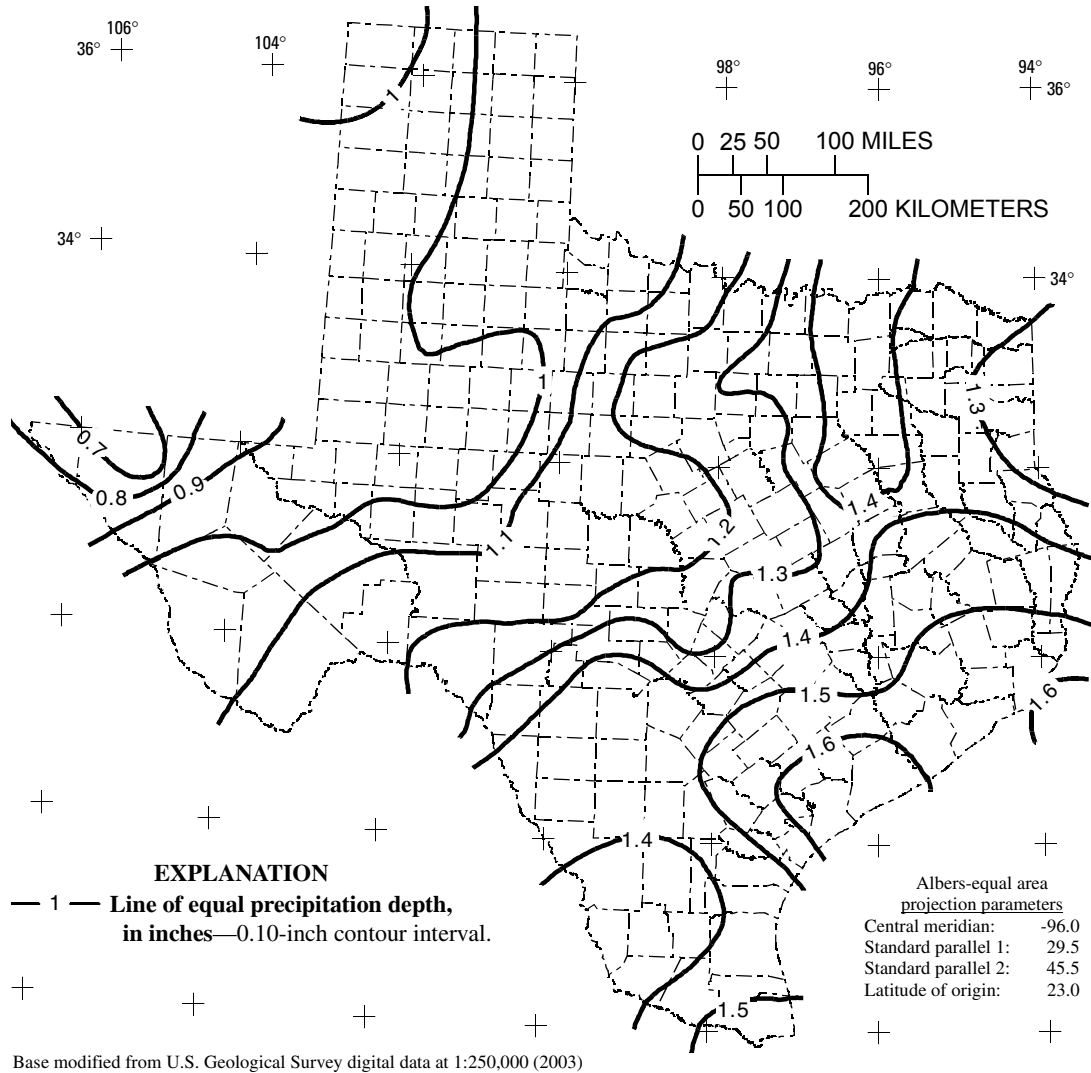 106°
36°
104°
98°
96°
94°
36°
1
0 25 50 100 MILES
0 50 100 200 KILOMETERS
34°
34°
1
1.3
0.7
0.8
0.9
1.4
1.1
1.2
1.3
1.4
1.5
1.6
1.6
1.4
1.5
EXPLANATION
1 Line of equal precipitation depth,
in inches—0.10-inch contour interval.
Albers-equal area
projection parameters
Central meridian: -96.0
Standard parallel 1: 29.5
Standard parallel 2: 45.5
Latitude of origin: 23.0
Base modified from U.S. Geological Survey digital data at 1:250,000 (2003)